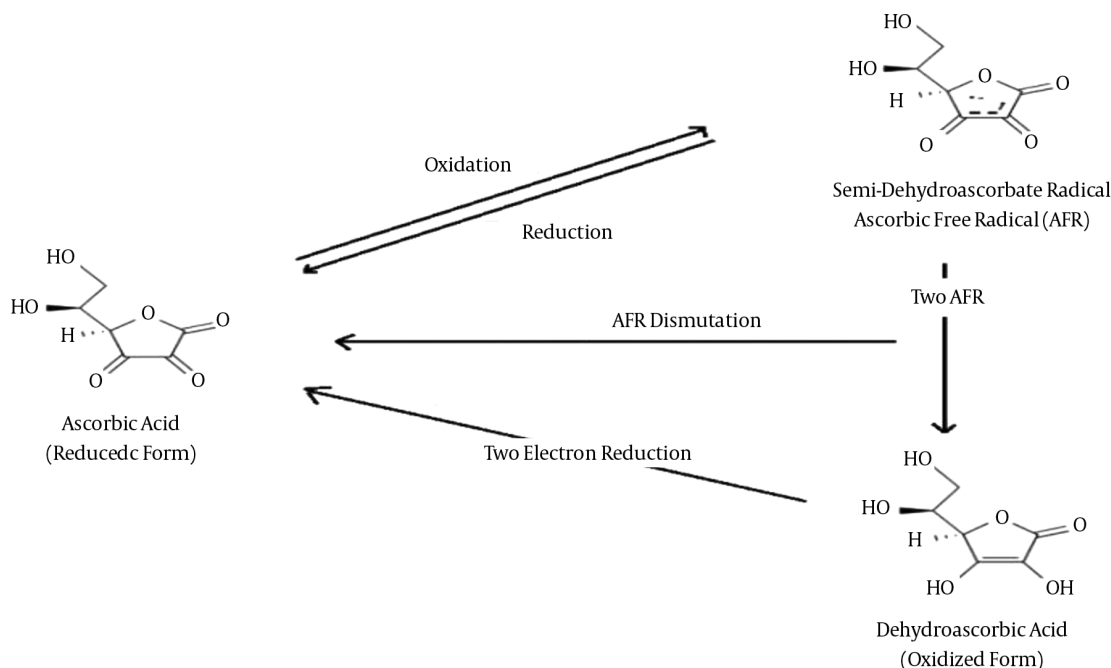 HO
HO
H
O
O
O
O
Semi-Dehydroascorbate Radical
Ascorbic Free Radical (AFR)
Oxidation
Reduction
HO
HO
H
O
O
O
O
Ascorbic Acid
(Reducedc Form)
Two AFR
AFR Dismutation
Two Electron Reduction
HO
HO
H
O
O
HO
OH
Dehydroascorbic Acid
(Oxidized Form)